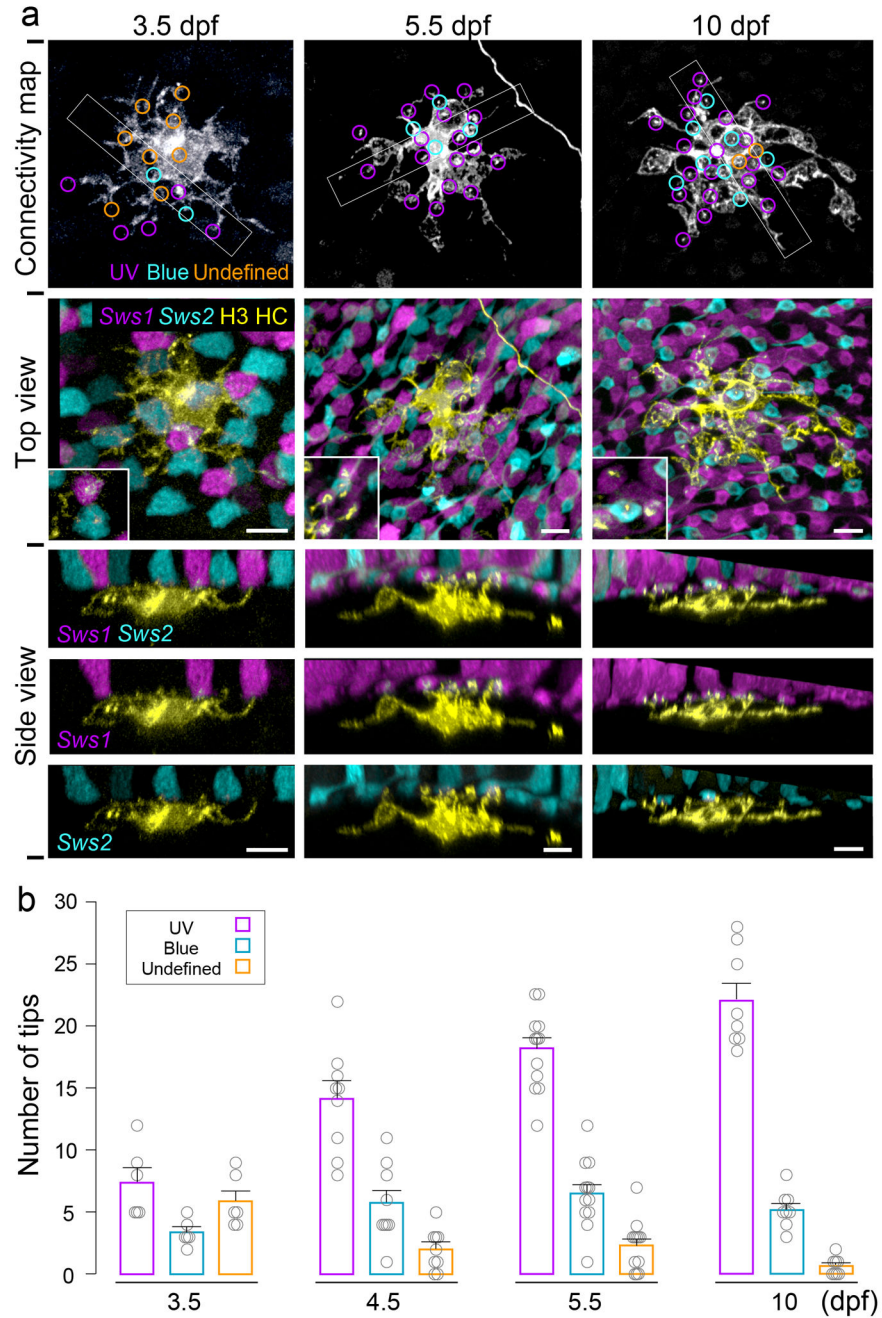 a
3.5 dpf 5.5 dpf 10 dpf
Connectivity map
UV Blue Undefined
Top view
Sws1 Sws2 H3 HC
Side view
Sws1 Sws2
Sws1
Sws2
b
Number of tips
30
25
20
15
10
5
0
UV
Blue
Undefined
3.5 4.5 5.5 10 (dpf)